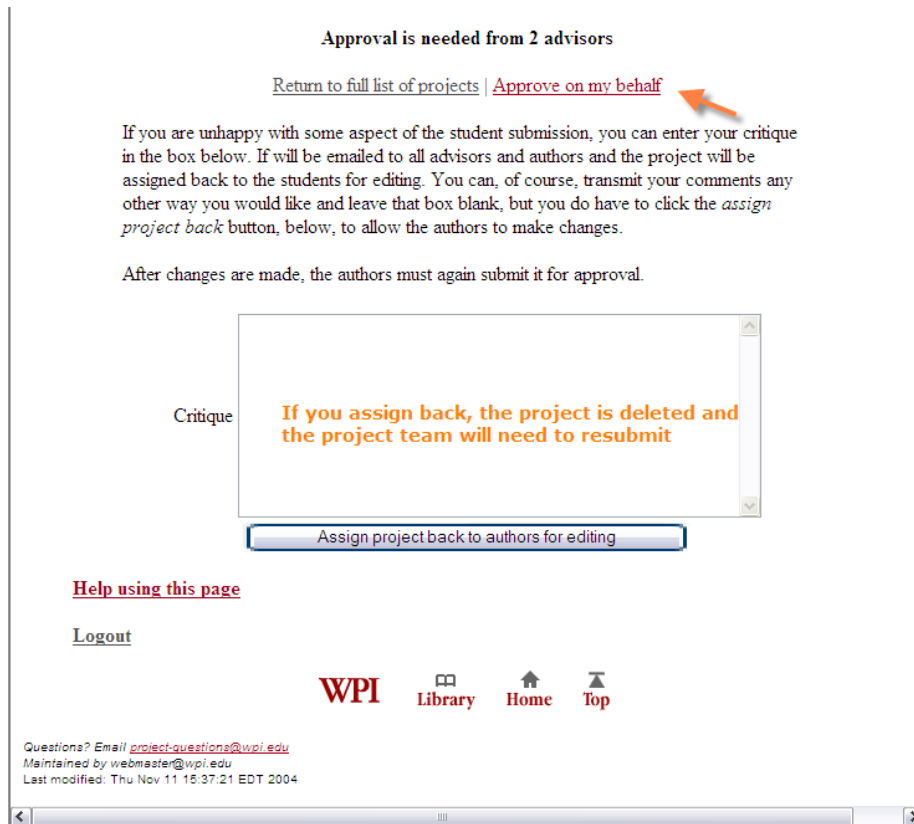 Approval is needed from 2 advisors
Return to full list of projects | Approve on my behalf
If you are unhappy with some aspect of the student submission, you can enter your critique
in the box below. If will be emailed to all advisors and authors and the project will be
assigned back to the students for editing. You can, of course, transmit your comments any
other way you would like and leave that box blank, but you do have to click the assign
project back button, below, to allow the authors to make changes.
After changes are made, the authors must again submit it for approval.
Critique
If you assign back, the project is deleted and
the project team will need to resubmit
Assign project back to authors for editing
Help using this page
Logout
WPI Library Home Top
Questions? Email project-questions@wpi.edu
Maintained by webmaster@wpi.edu
Last modified: Thu Nov 11 15:37:21 EDT 2004